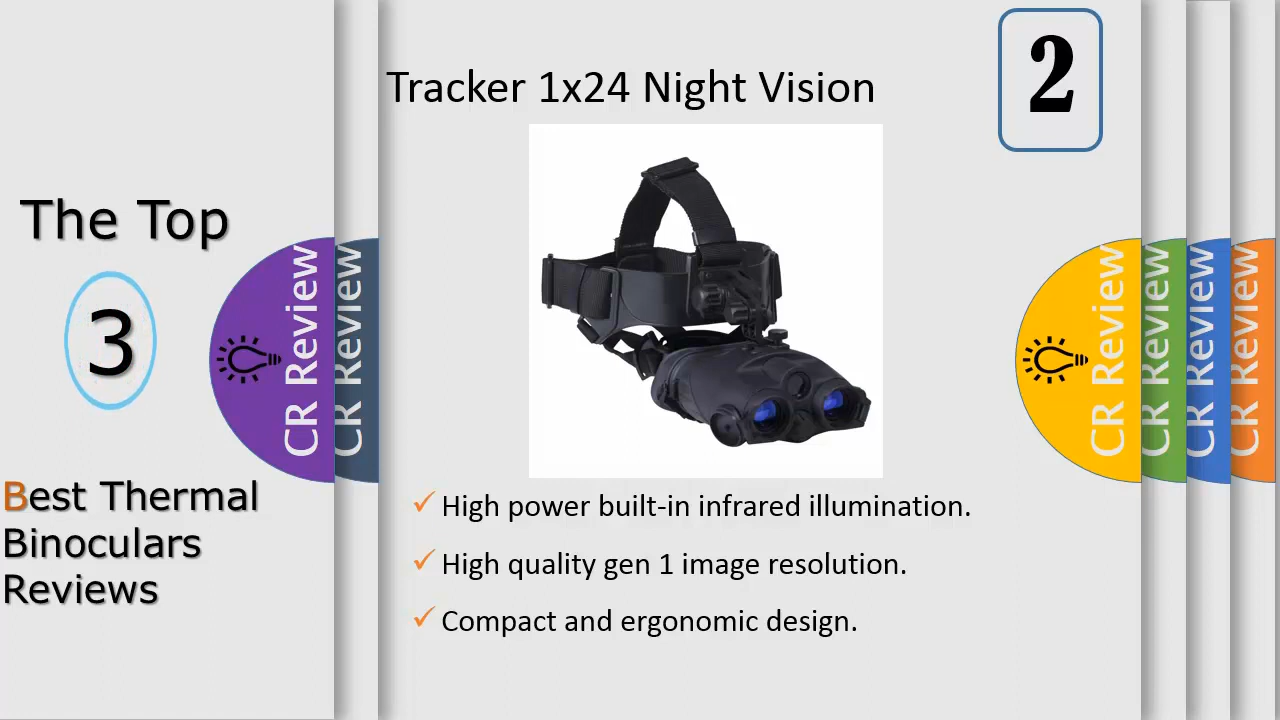 Tracker 1x24 Night Vision
2
The Top
3
Best Thermal
Binoculars
Reviews
CR Review
CR Review
High power built-in infrared illumination.
High quality gen 1 image resolution.
Compact and ergonomic design.
CR Review
CR Review
CR Review
CR Review